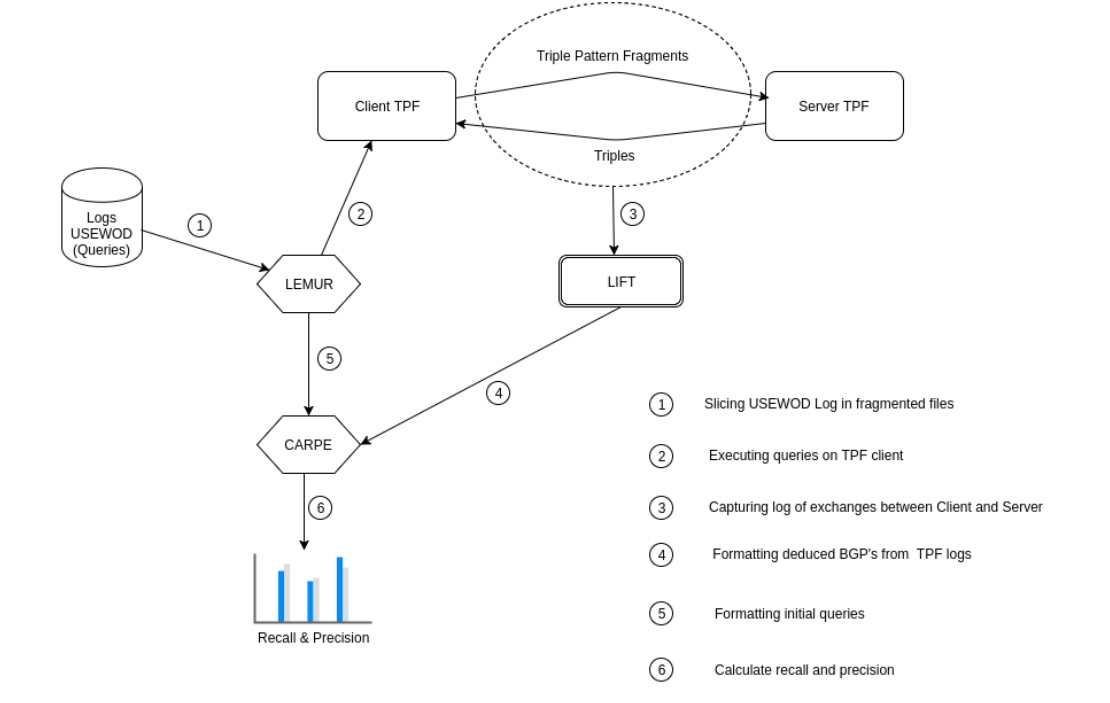 Triple Pattern Fragments
Client TPF
Server TPF
Triples
Logs
USEWOD
(Queries)
1
2
3
LEMUR
LIFT
5
4
CARPE
6
Recall & Precision
1 Slicing USEWOD Log in fragmented files
2 Executing queries on TPF client
3 Capturing log of exchanges between Client and Server
4 Formatting deduced BGP's from TPF logs
5 Formatting initial queries
6 Calculate recall and precision